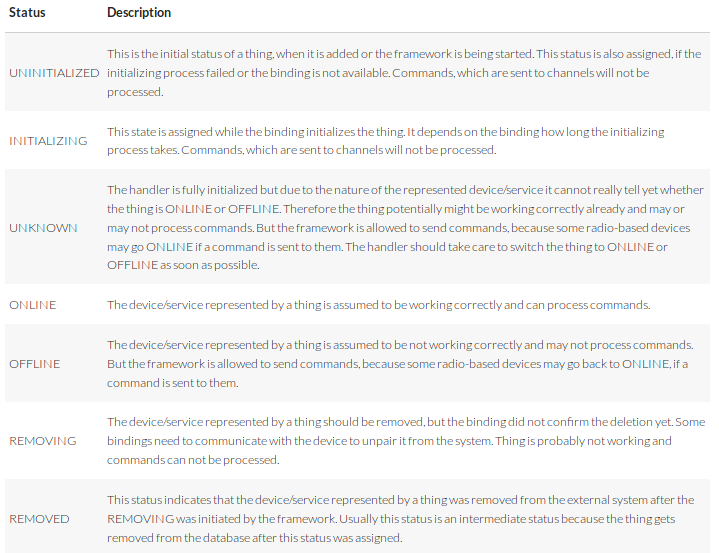 Status Description
UNINITIALIZED This is the initial status of a thing, when it is added or the framework is being started. This status is also assigned, if the
initializing process failed or the binding is not available. Commands, which are sent to channels will not be
processed.
INITIALIZING This state is assigned while the binding initializes the thing. It depends on the binding how long the initializing
process takes. Commands, which are sent to channels will not be processed.
UNKNOWN The handler is fully initialized but due to the nature of the represented device/service it cannot really tell yet whether
the thing is ONLINE or OFFLINE. Therefore the thing potentially might be working correctly already and may or
may not process commands. But the framework is allowed to send commands, because some radio-based devices
may go ONLINE if a command is sent to them. The handler should take care to switch the thing to ONLINE or
OFFLINE as soon as possible.
ONLINE The device/service represented by a thing is assumed to be working correctly and can process commands.
OFFLINE The device/service represented by a thing is assumed to be not working correctly and may not process commands.
But the framework is allowed to send commands, because some radio-based devices may go back to ONLINE, if a
command is sent to them.
REMOVING The device/service represented by a thing should be removed, but the binding did not confirm the deletion yet. Some
bindings need to communicate with the device to unpair it from the system. Thing is probably not working and
commands can not be processed.
REMOVED This status indicates that the device/service represented by a thing was removed from the external system after the
REMOVING was initiated by the framework. Usually this status is an intermediate status because the thing gets
removed from the database after this status was assigned.